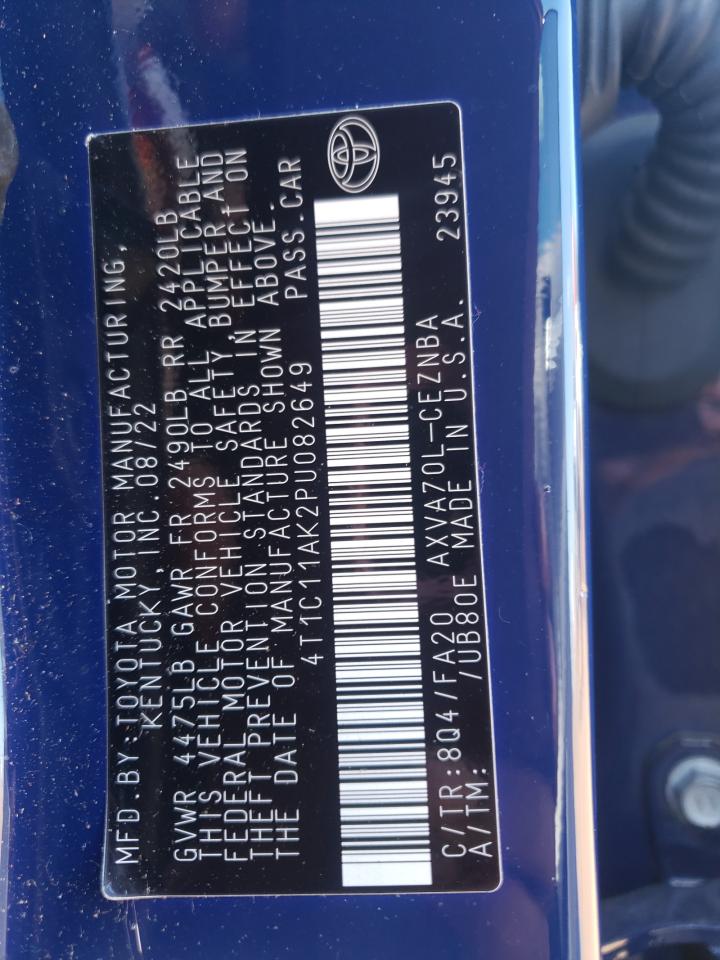 MFD.BY:TOYOTA MOTOR MANUFACTURING,
KENTUCKY,INC.08/22
GVWR 4475LB GAWR FR 2490LB RR 2420LB
THIS VEHICLE CONFORMS TO ALL APPLICABLE
FEDERAL MOTOR VEHICLE SAFETY,BUMPER AND
THEFT PREVENTION STANDARDS IN EFFECT ON
THE DATE OF MANUFACTURE SHOWN ABOVE.
4T1C11AK2PU082649 PASS.CAR
C/TR:8Q4/FA20 AXVA70L-CEZNBA
A/TM: /UB80E MADE IN U.S.A. 23945